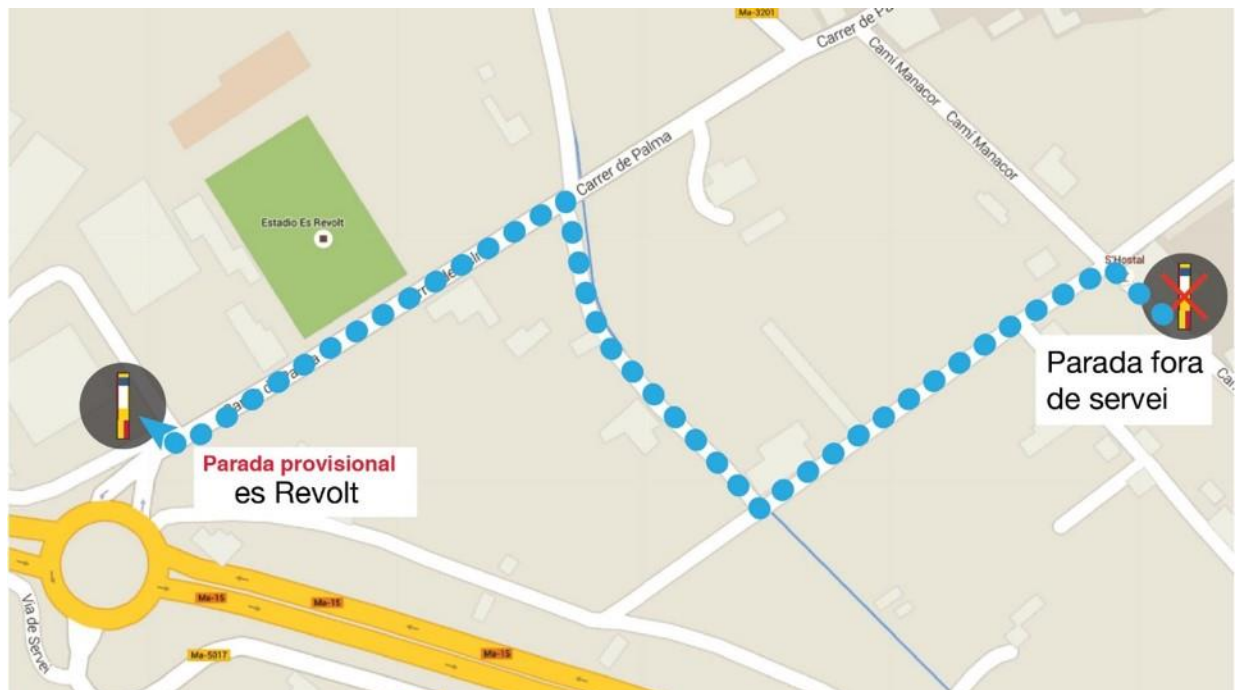 Ma-3201
Carrer de P
Camí Manacor
Camí Manacor
Carrer de Palma
Estadio Es Revolt
S'Hostal
Parada fora
de servei
Parada provisional
es Revolt
Ma-15
Ma-15
Ma-15
Ma-5017
Via de Servei